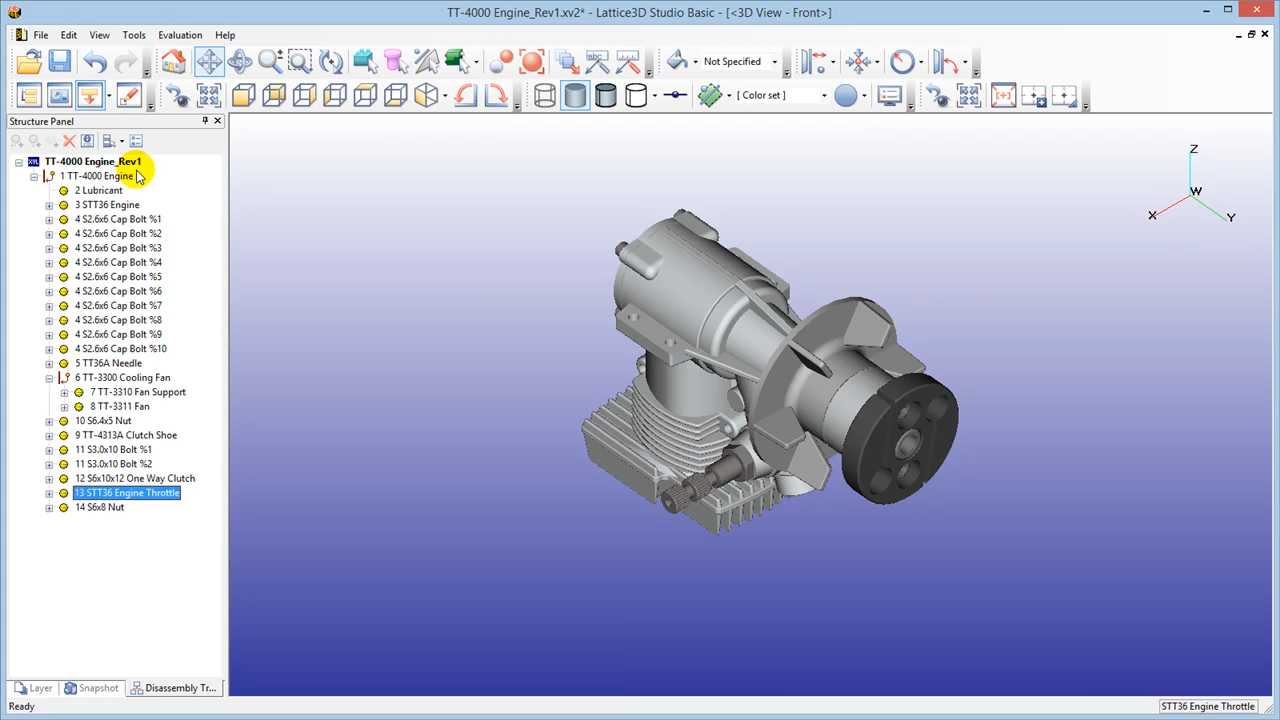 TT-4000 Engine_Rev1.xv2* - Lattice3D Studio Basic - [<3D View - Front>]
File Edit View Tools Evaluation Help
Not Specified
[ Color set ]
Structure Panel
XVL TT-4000 Engine_Rev1
1 TT-4000 Engine
2 Lubricant
3 STT36 Engine
4 S2.6x6 Cap Bolt %1
4 S2.6x6 Cap Bolt %2
4 S2.6x6 Cap Bolt %3
4 S2.6x6 Cap Bolt %4
4 S2.6x6 Cap Bolt %5
4 S2.6x6 Cap Bolt %6
4 S2.6x6 Cap Bolt %7
4 S2.6x6 Cap Bolt %8
4 S2.6x6 Cap Bolt %9
4 S2.6x6 Cap Bolt %10
5 TT36A Needle
6 TT-3300 Cooling Fan
7 TT-3310 Fan Support
8 TT-3311 Fan
10 S6.4x5 Nut
9 TT-4313A Clutch Shoe
11 S3.0x10 Bolt %1
11 S3.0x10 Bolt %2
12 S6x10x12 One Way Clutch
13 STT36 Engine Throttle
14 S6x8 Nut
Z
W
X
Y
Layer Snapshot Disassembly Tr...
Ready
STT36 Engine Throttle